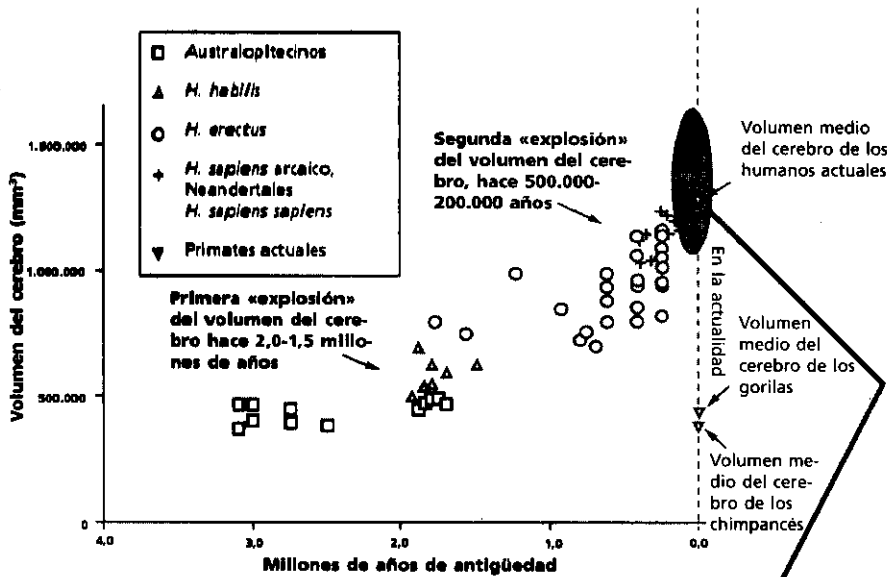 Australopitecinos
H. habilis
H. erectus
H. sapiens arcaico,
Neandertales
H. sapiens sapiens
Primates actuales
Volumen del cerebro (mm³)
1.500.000
1.000.000
500.000
0
Segunda «explosión»
del volumen del cere-
bro, hace 500.000-
200.000 años
Primera «explosión»
del volumen del cere-
bro hace 2,0-1,5 millo-
nes de años
Volumen medio
del cerebro de los
humanos actuales
En la actualidad
Volumen
medio del
cerebro de los
gorilas
Volumen me-
dio del cere-
bro de los
chimpancés
4,0
3,0
2,0
1,0
0,0
Millones de años de antigüedad